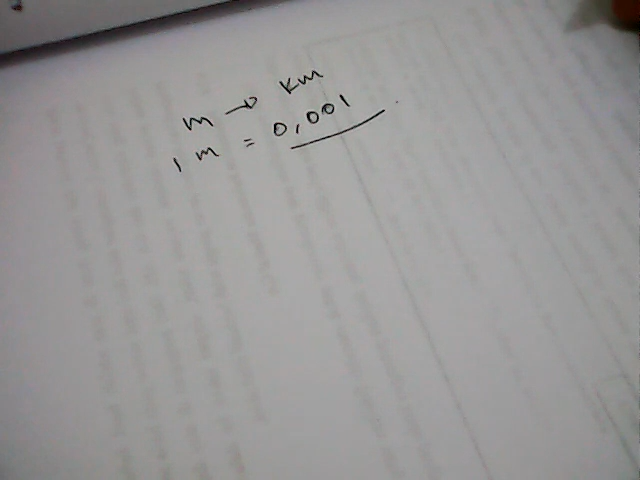 m → km
1 m = 0,001